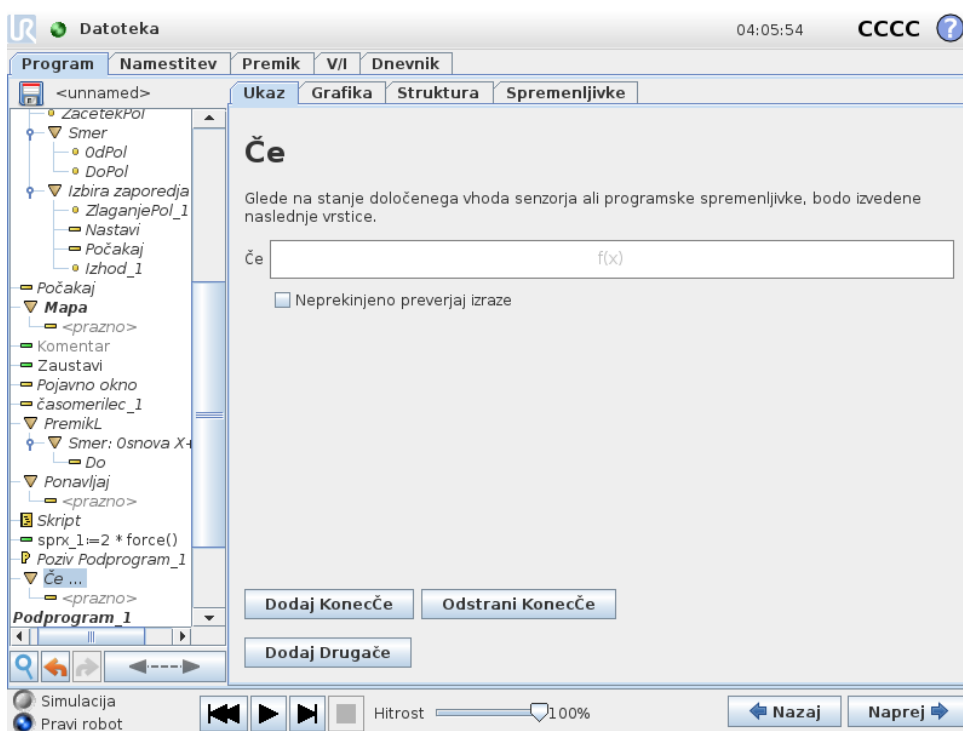 Datoteka
04:05:54
CCCC
?
Program Namestitev Premik V/I Dnevnik
<unnamed>
Ukaz Grafika Struktura Spremenljivke
ZacetekPol
Smer
OdPol
DoPol
Izbira zaporedja
ZlaganjePol_1
Nastavi
Počakaj
Izhod_1
Počakaj
Mapa
<prazno>
Komentar
Zaustavi
Pojavno okno
časomerilec_1
PremikL
Smer: Osnova X+
Do
Ponavljaj
<prazno>
Skript
sprx_1:=2 * force()
Poziv Podprogram_1
Če ...
<prazno>
Podprogram_1
Če
Glede na stanje določenega vhoda senzorja ali programske spremenljivke, bodo izvedene
naslednje vrstice.
Če f(x)
Neprekinjeno preverjaj izraze
Dodaj KonecČe Odstrani KonecČe
Dodaj Drugače
Simulacija
Pravi robot
Hitrost 100%
Nazaj Naprej